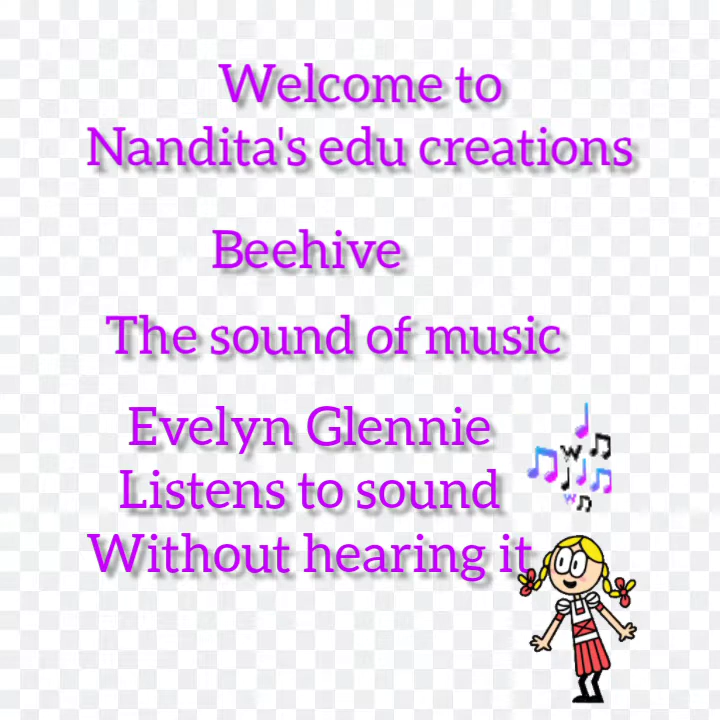 Welcome to
Nandita's edu creations
Beehive
The sound of music
Evelyn Glennie
Listens to sound
Without hearing it